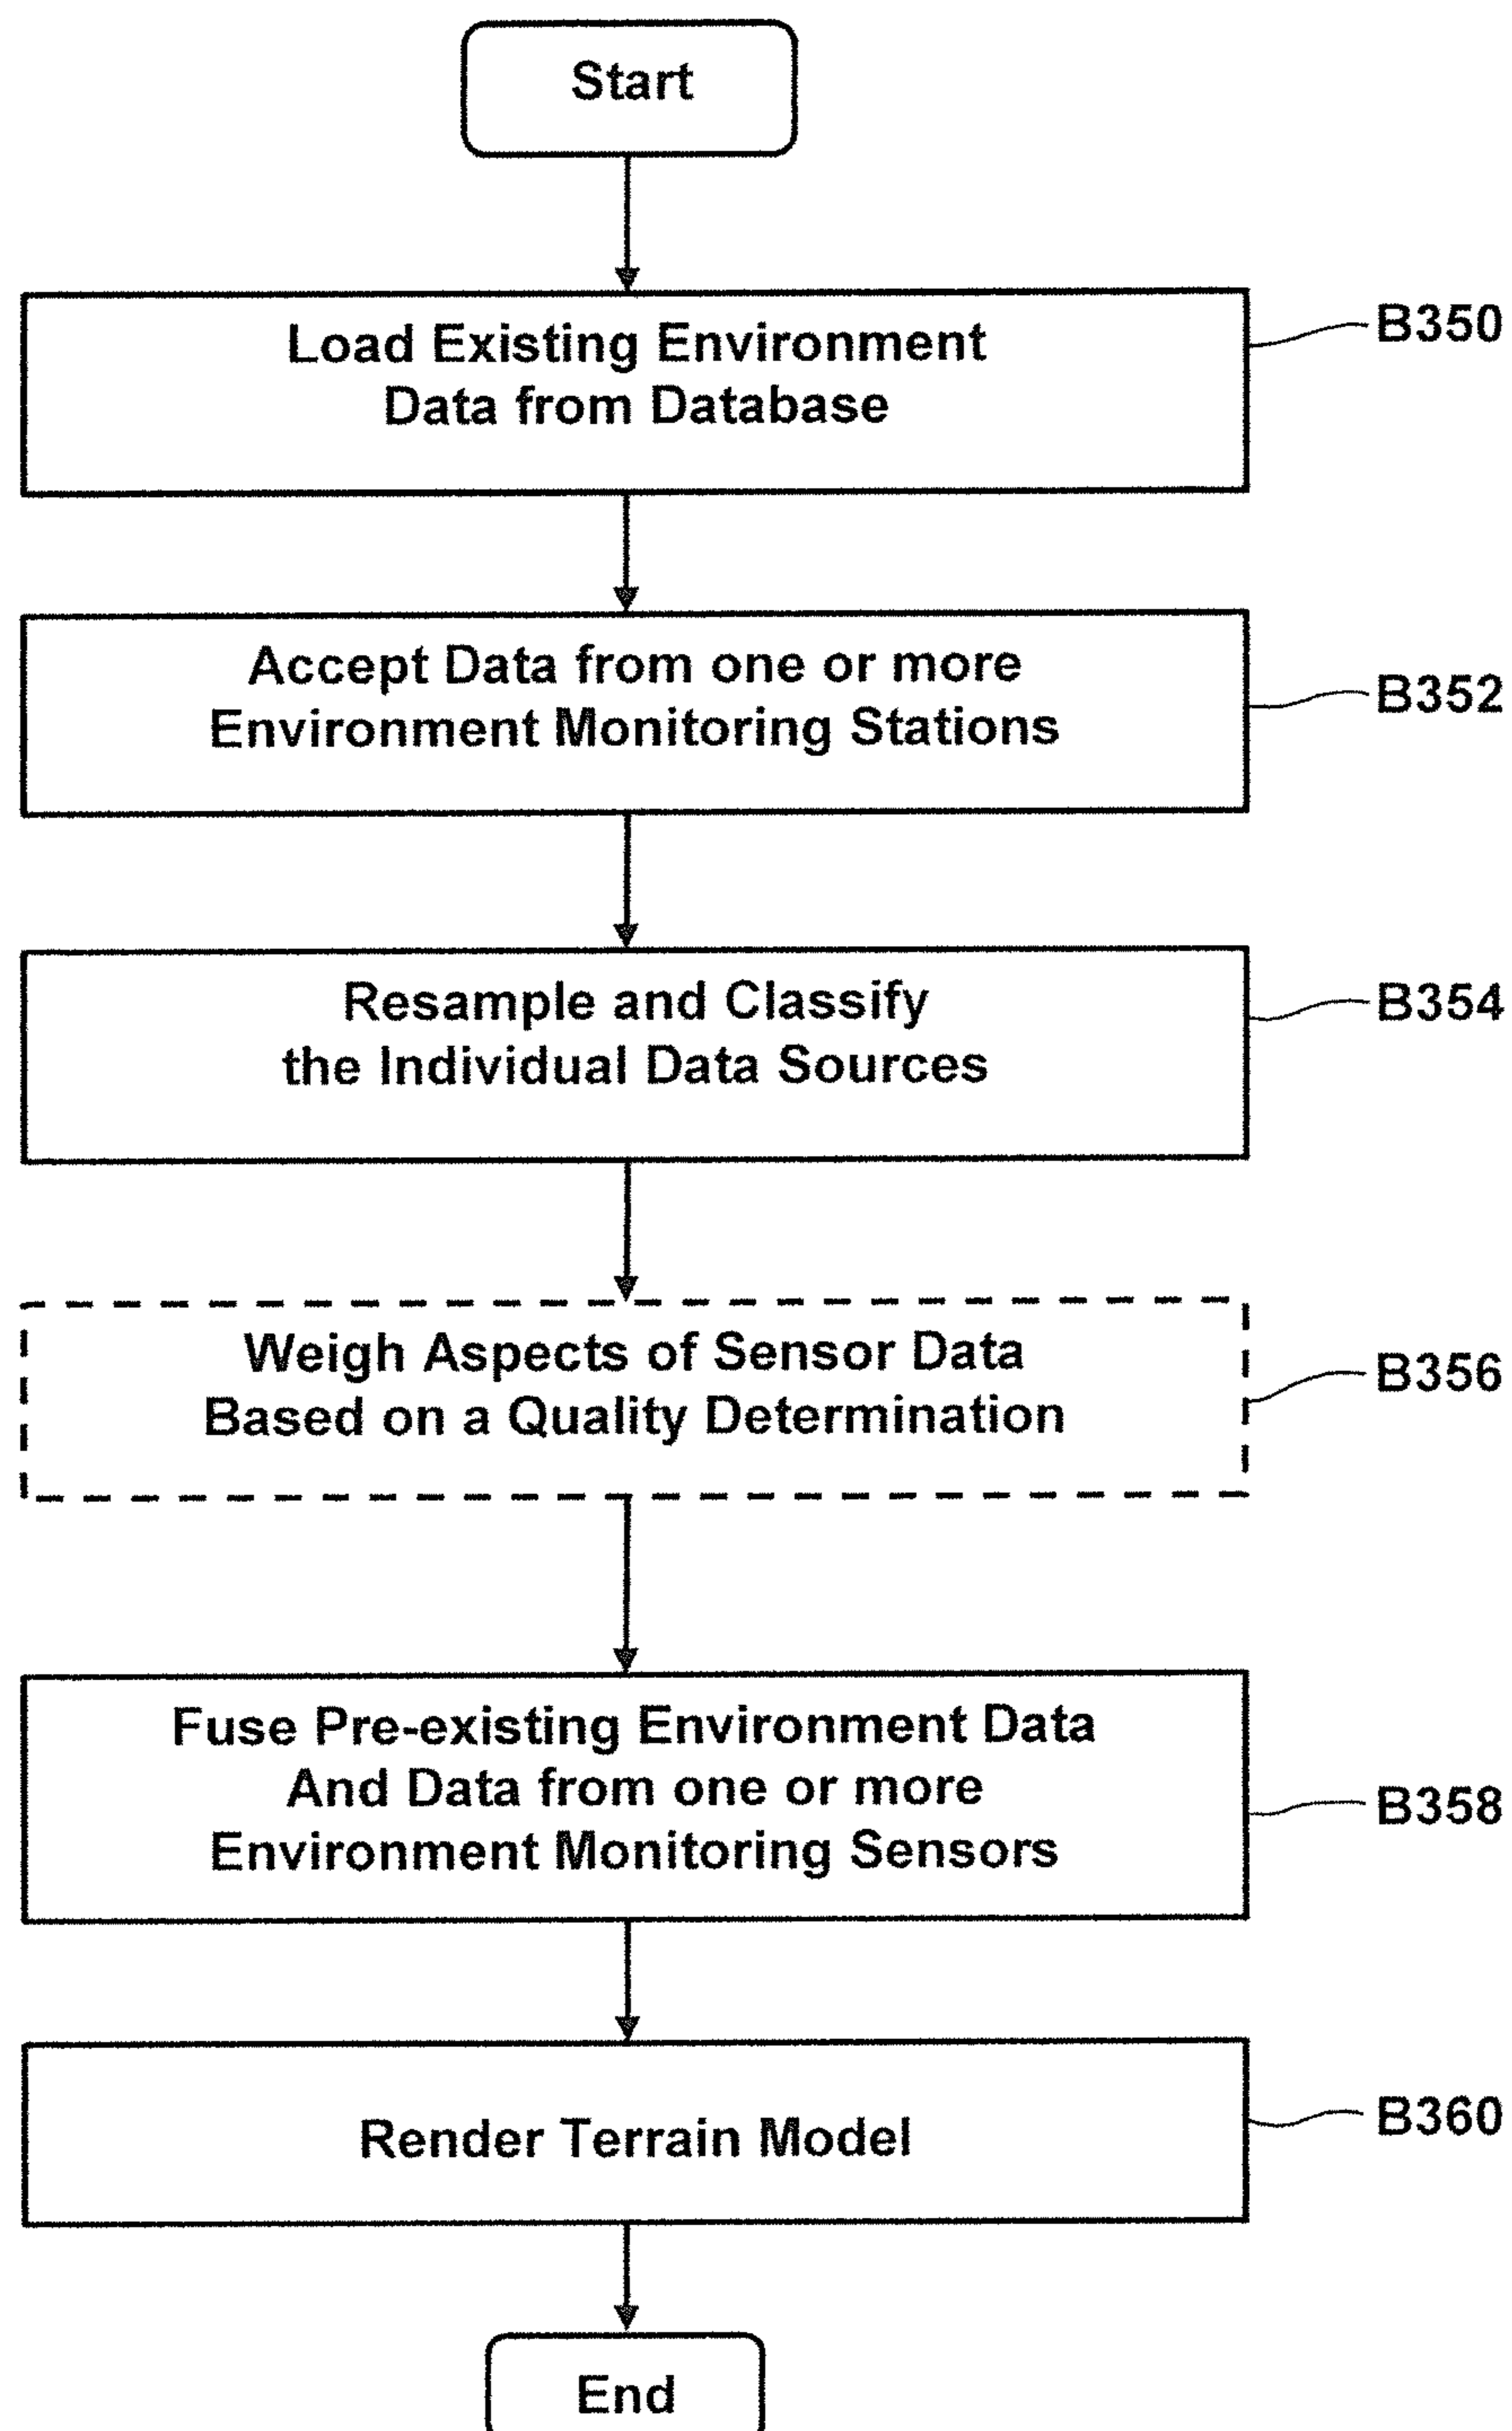 Start
Load Existing Environment
Data from Database
B350
Accept Data from one or more
Environment Monitoring Stations
B352
Resample and Classify
the Individual Data Sources
B354
Weigh Aspects of Sensor Data
Based on a Quality Determination
B356
Fuse Pre-existing Environment Data
And Data from one or more
Environment Monitoring Sensors
B358
Render Terrain Model
B360
End